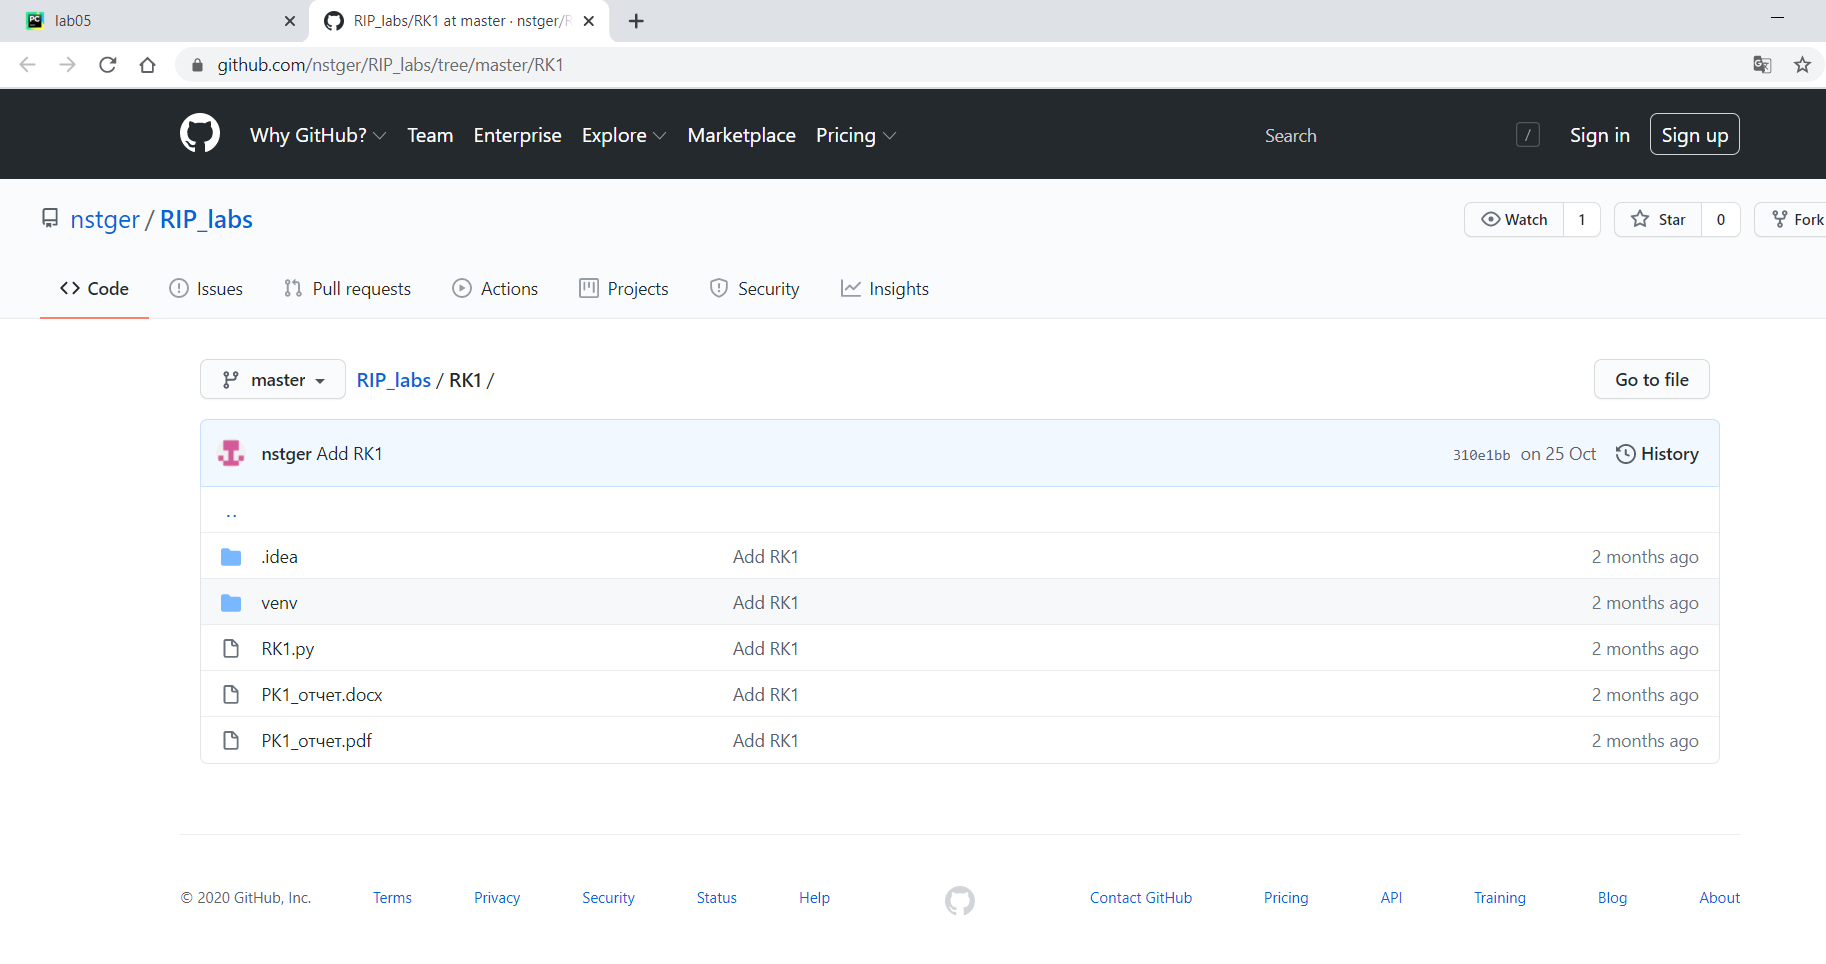 lab05
RIP_labs/RK1 at master · nstger/R
github.com/nstger/RIP_labs/tree/master/RK1
Why GitHub? Team Enterprise Explore Marketplace Pricing Search / Sign in Sign up
nstger / RIP_labs Watch 1 Star 0 Fork
Code Issues Pull requests Actions Projects Security Insights
master RIP_labs / RK1 / Go to file
nstger Add RK1 310e1bb on 25 Oct History
..
.idea Add RK1 2 months ago
venv Add RK1 2 months ago
RK1.py Add RK1 2 months ago
РК1_отчет.docx Add RK1 2 months ago
РК1_отчет.pdf Add RK1 2 months ago
© 2020 GitHub, Inc. Terms Privacy Security Status Help Contact GitHub Pricing API Training Blog About